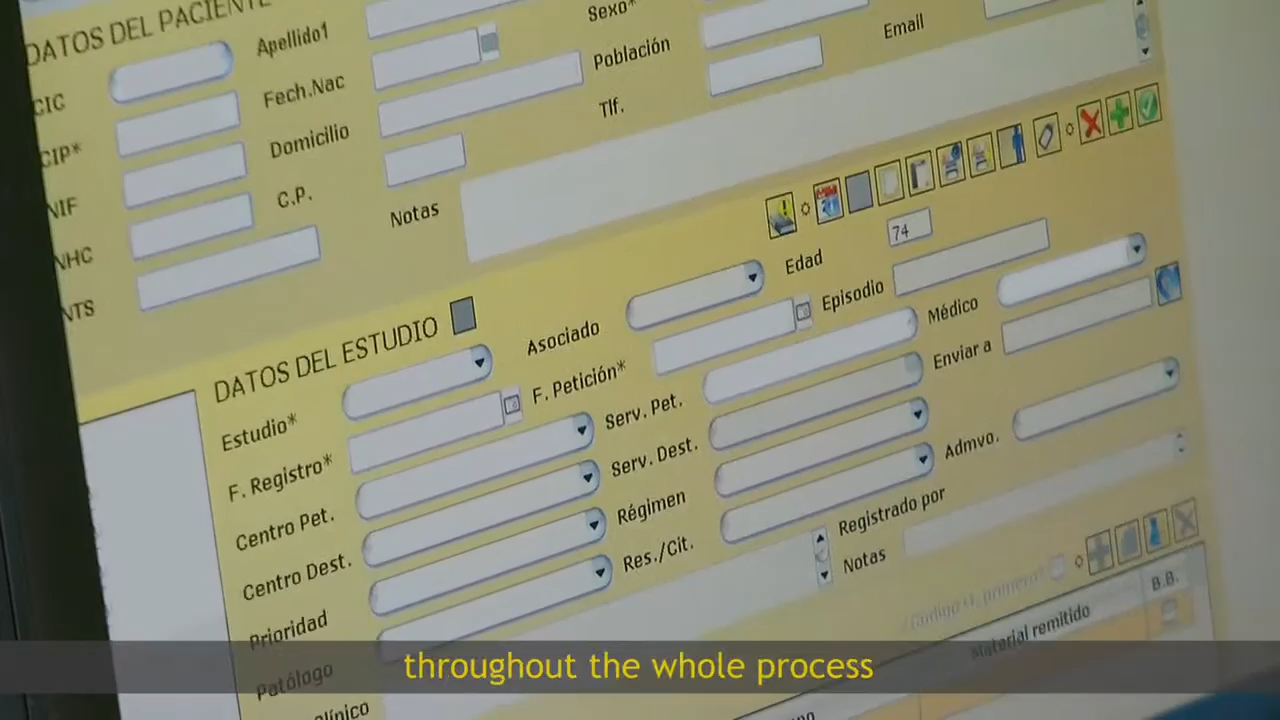 DATOS DEL PACIENTE
CIC
Apellido1
Sexo*
CIP*
Fech.Nac
Población
Email
NIF
Domicilio
Tlf.
NHC
C.P.
NTS
Notas
DATOS DEL ESTUDIO
Asociado
Edad
74
Estudio*
F. Petición*
Episodio
Médico
F. Registro*
Serv. Pet.
Enviar a
Centro Pet.
Serv. Dest.
Admvo.
Centro Dest.
Régimen
Registrado por
Prioridad
Res./Cit.
Notas
Patólogo
Material remitido
B.B.
throughout the whole process